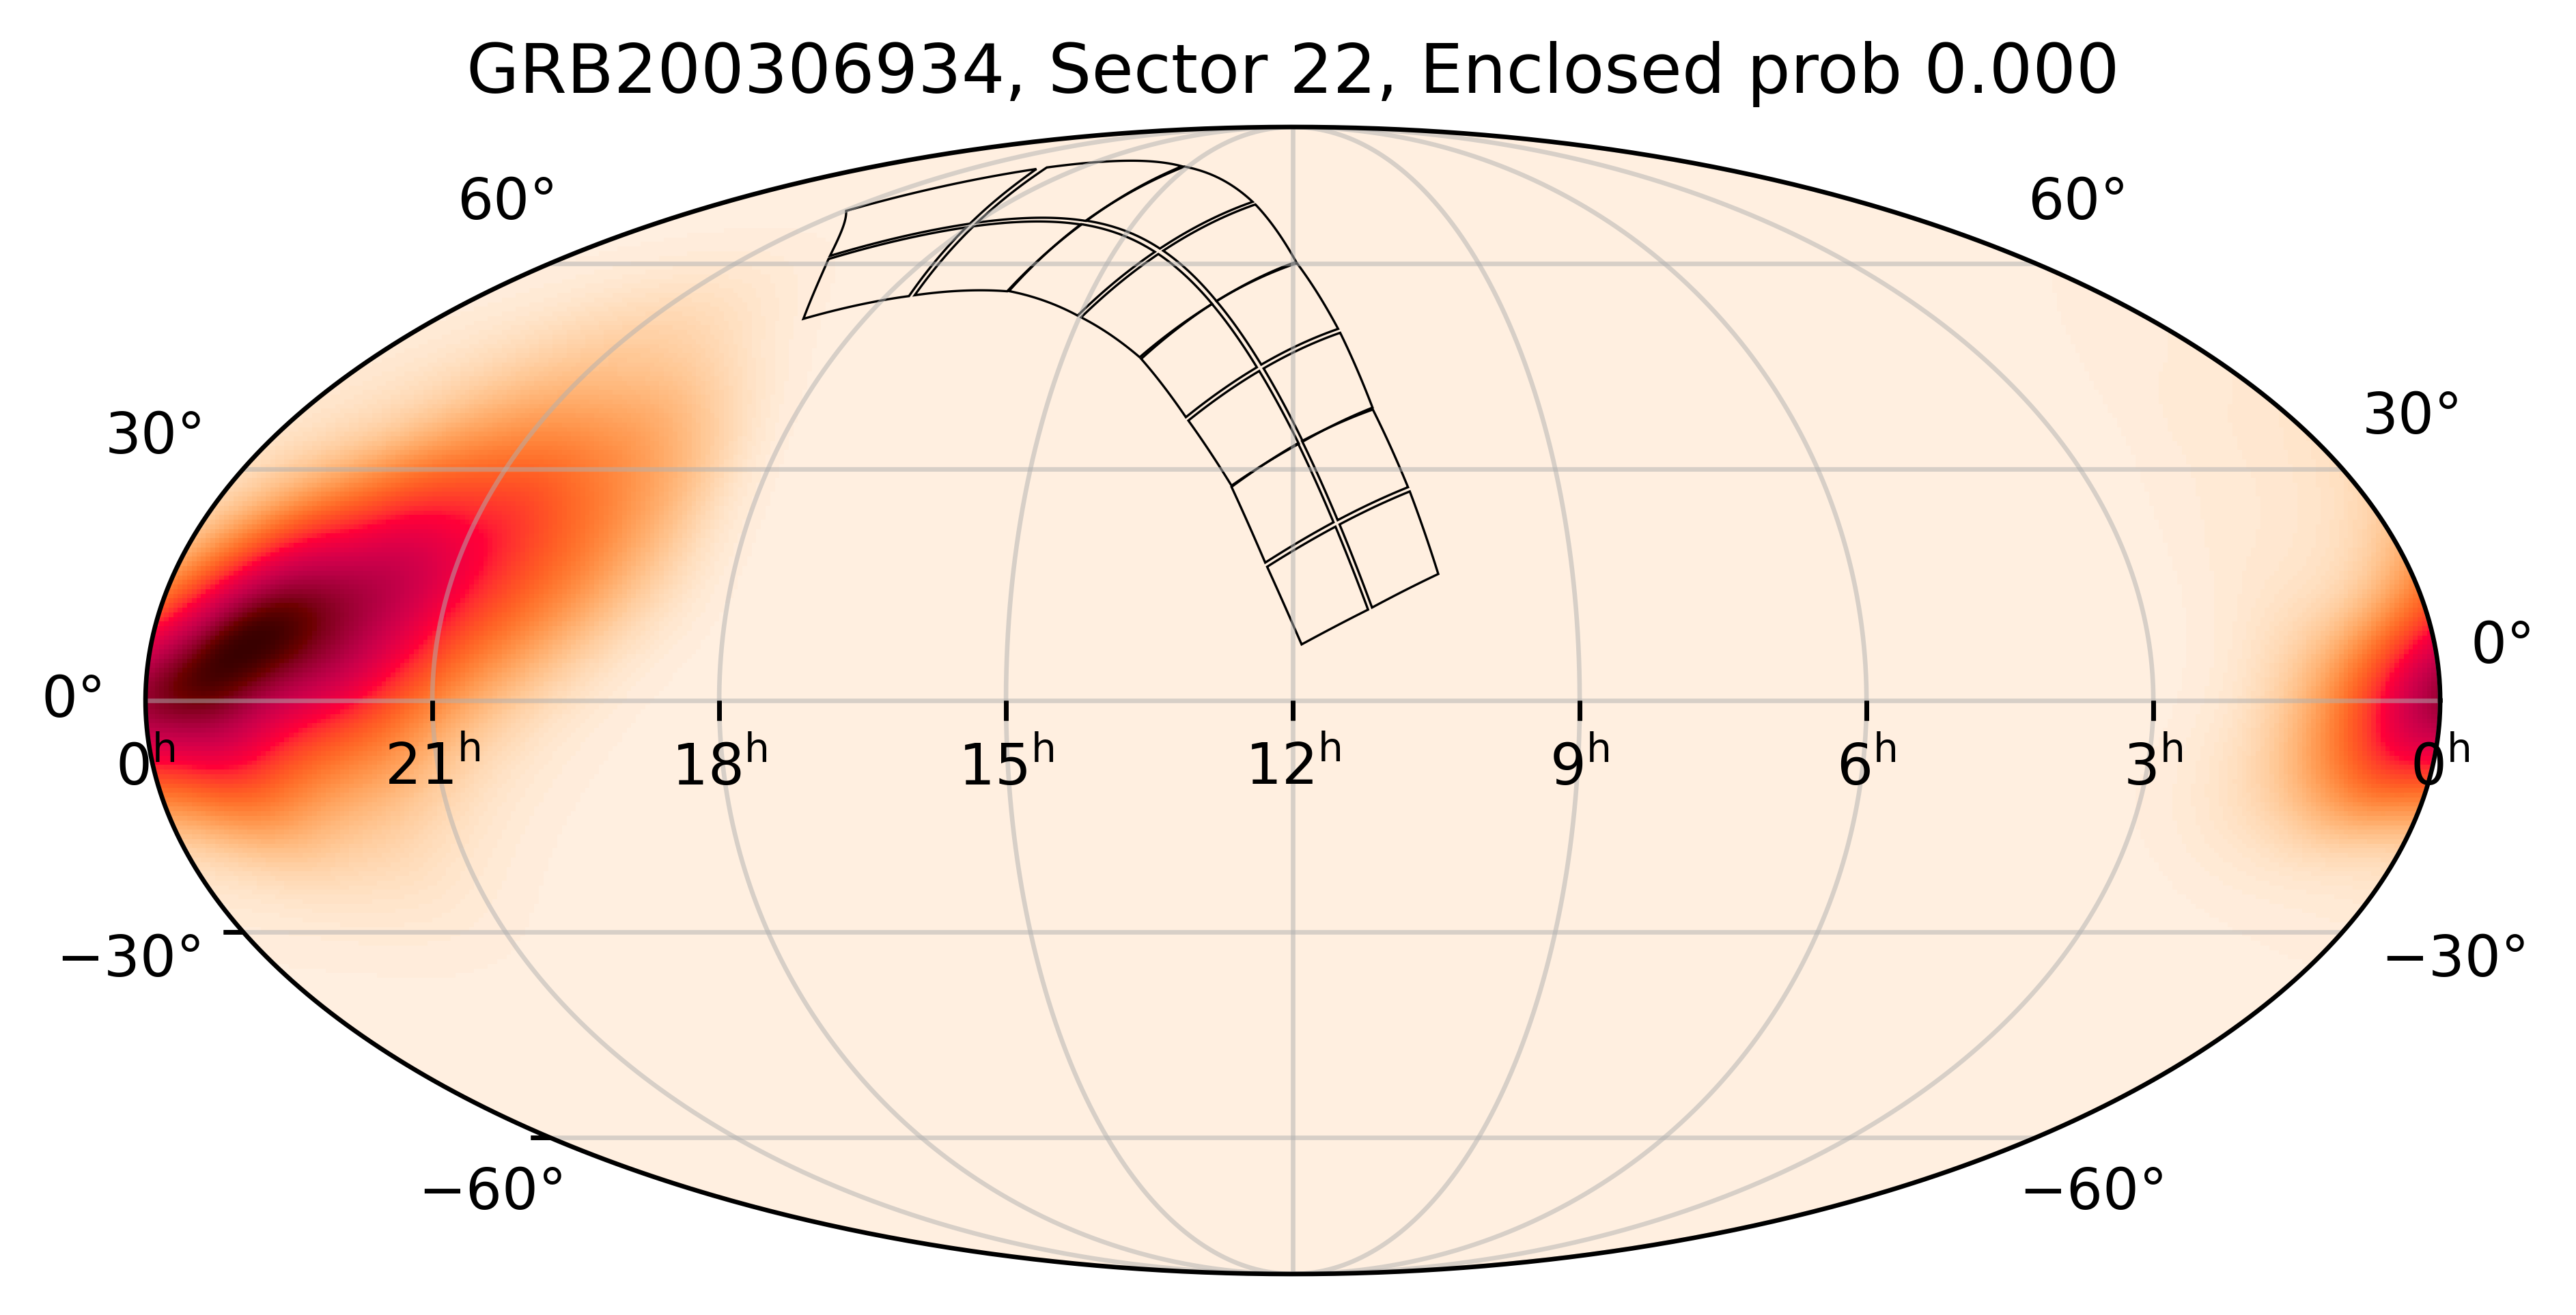 GRB200306934, Sector 22, Enclosed prob 0.000
60° 60°
30° 30°
0° 0°
0h 21h 18h 15h 12h 9h 6h 3h 0h
−30° −30°
−60° −60°